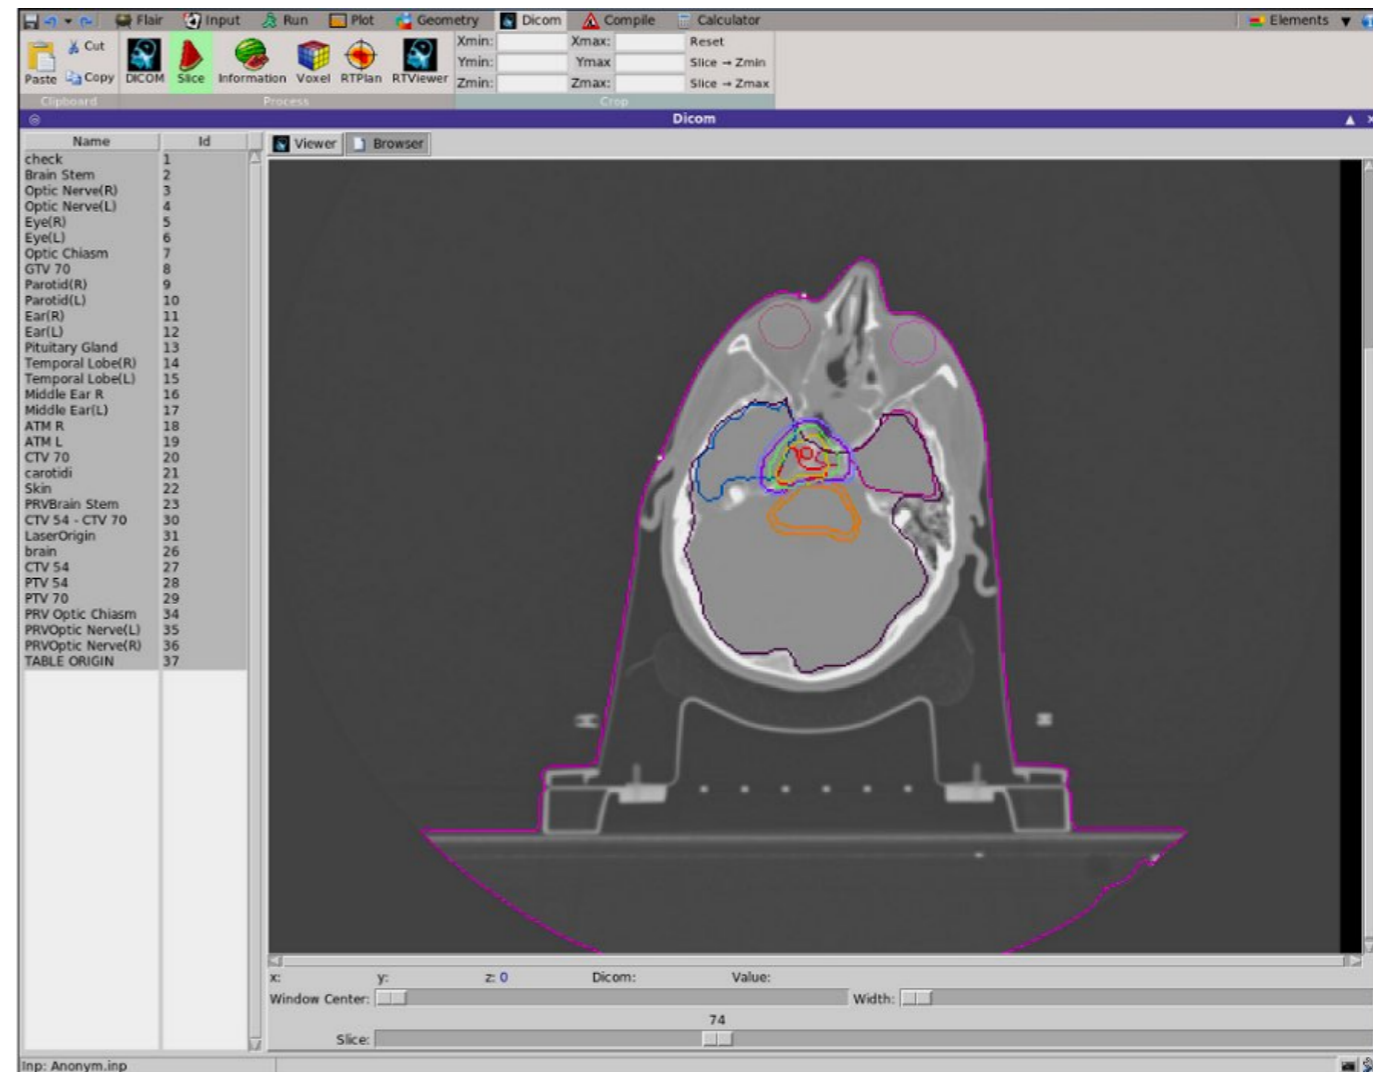 Flair Input Run Plot Geometry Dicom Compile Calculator Elements
Cut Xmin: Xmax: Reset
Ymin: Ymax Slice → Zmin
Paste Copy DICOM Slice Information Voxel RTPlan RTViewer Zmin: Zmax: Slice → Zmax
Clipboard Process Crop
Dicom
Name Id Viewer Browser
check 1
Brain Stem 2
Optic Nerve(R) 3
Optic Nerve(L) 4
Eye(R) 5
Eye(L) 6
Optic Chiasm 7
GTV 70 8
Parotid(R) 9
Parotid(L) 10
Ear(R) 11
Ear(L) 12
Pituitary Gland 13
Temporal Lobe(R) 14
Temporal Lobe(L) 15
Middle Ear R 16
Middle Ear(L) 17
ATM R 18
ATM L 19
CTV 70 20
carotidi 21
Skin 22
PRVBrain Stem 23
CTV 54 - CTV 70 30
LaserOrigin 31
brain 26
CTV 54 27
PTV 54 28
PTV 70 29
PRV Optic Chiasm 34
PRVOptic Nerve(L) 35
PRVOptic Nerve(R) 36
TABLE ORIGIN 37
x: y: z: 0 Dicom: Value:
Window Center: Width:
74
Slice:
Inp: Anonym.inp